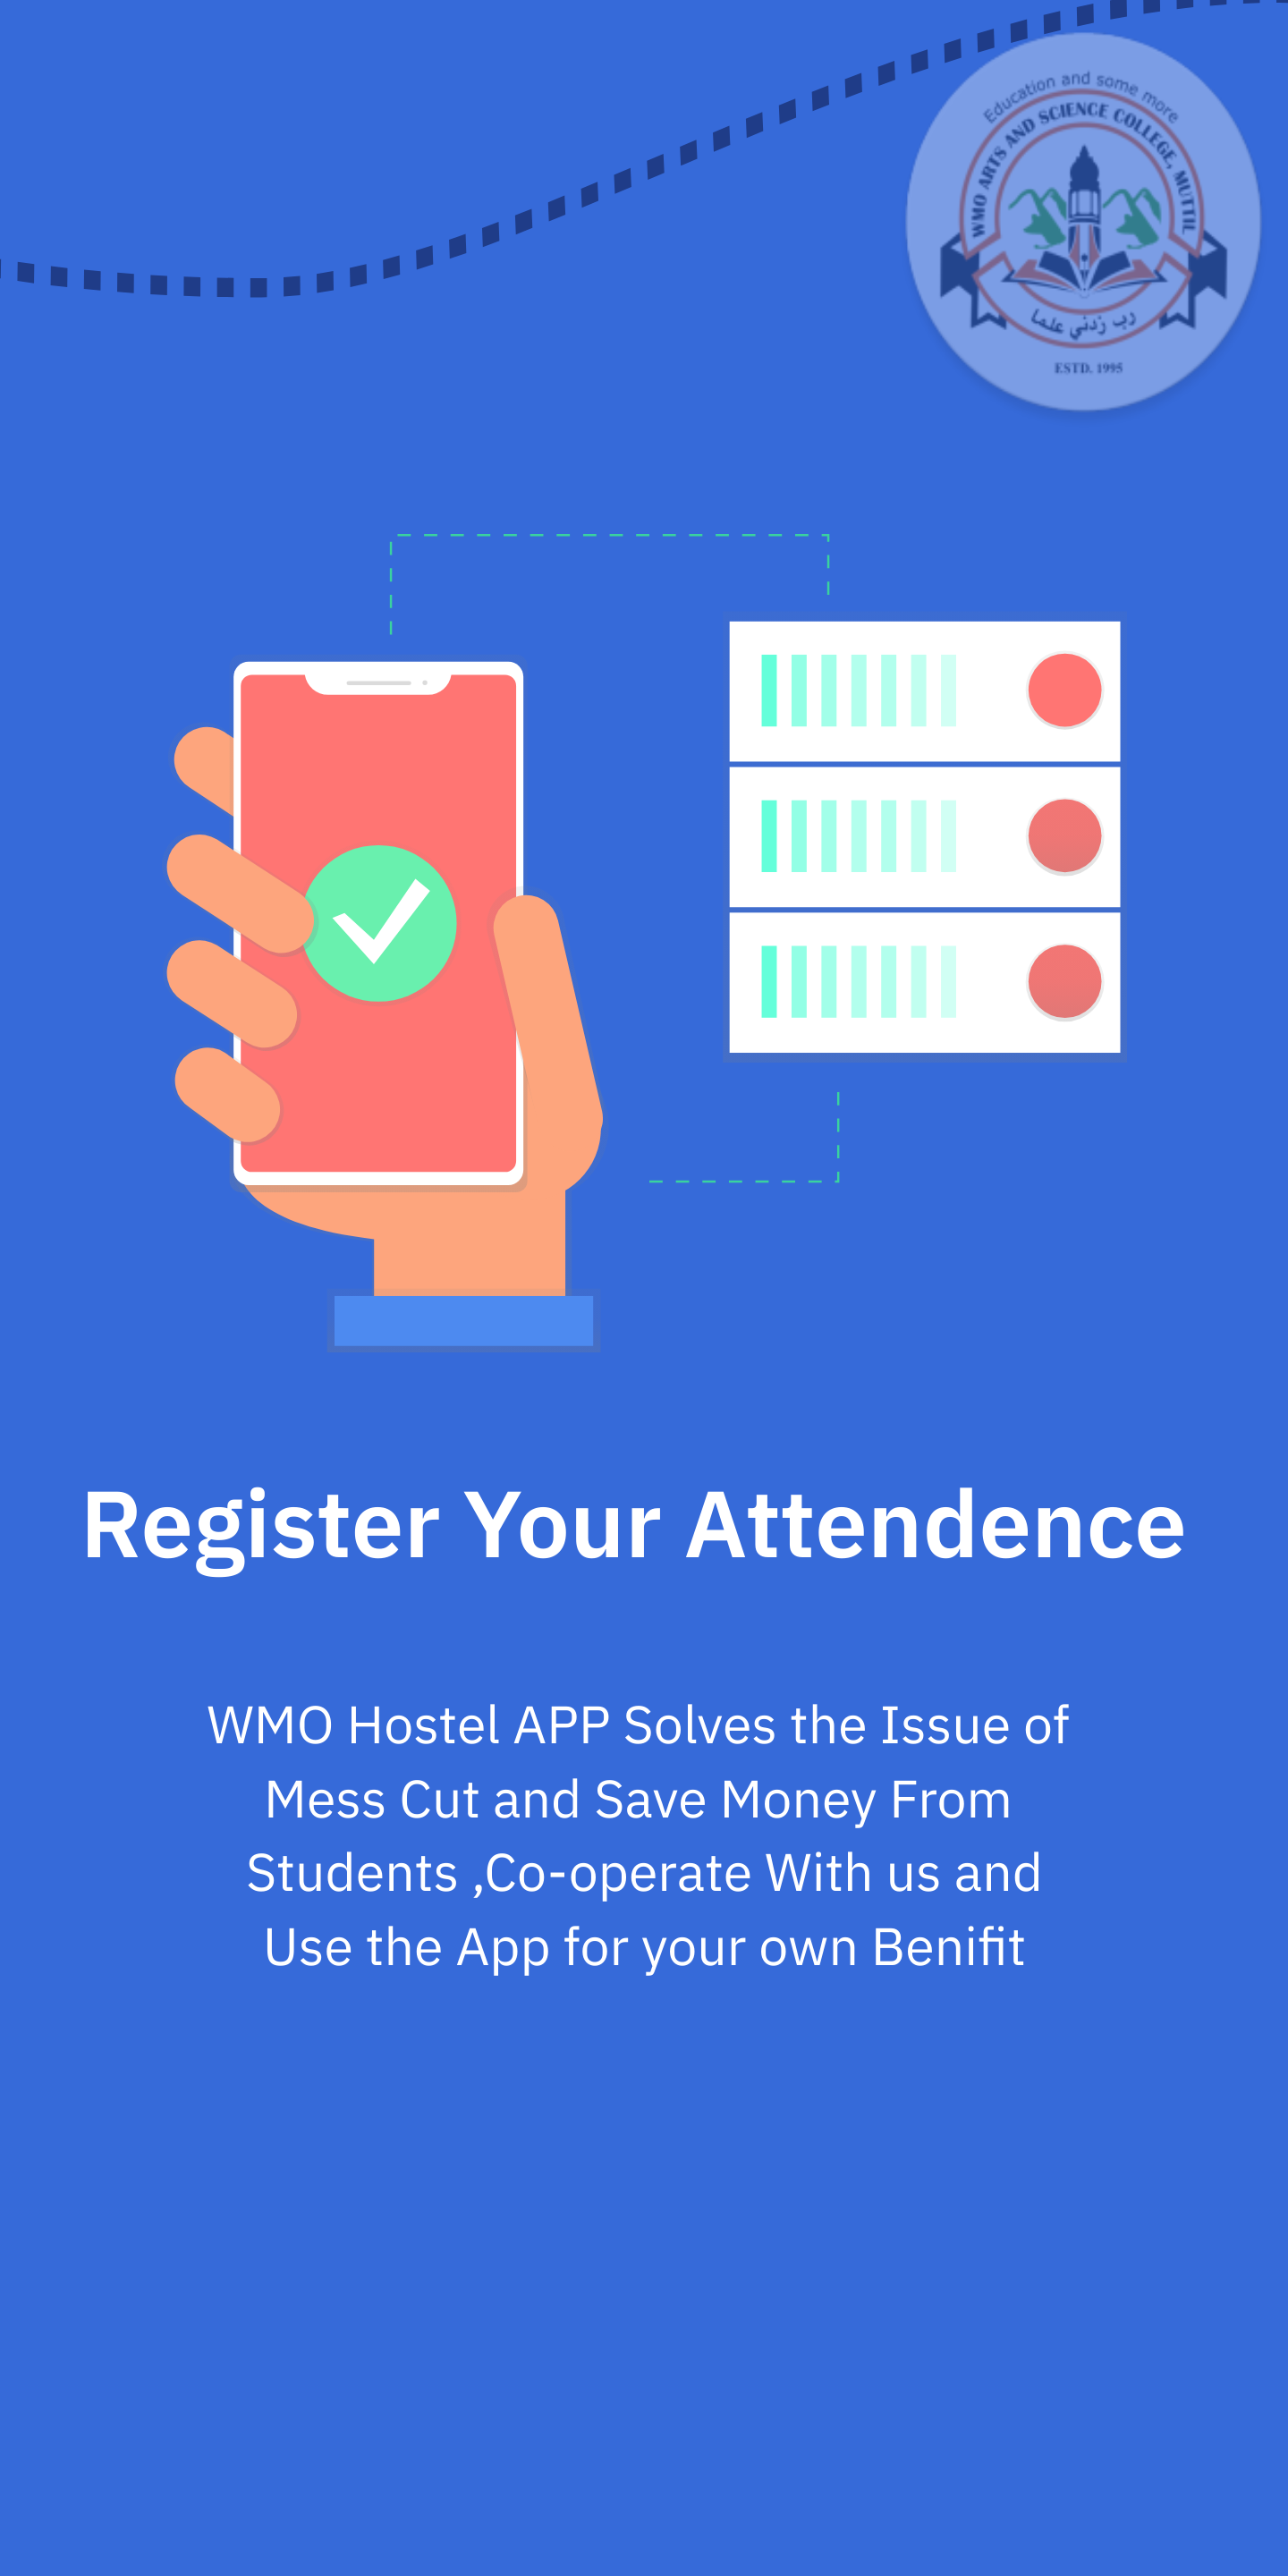 Education and some more
WMO ARTS AND SCIENCE COLLEGE, MUTTIL
رب زدني علما
ESTD. 1995
Register Your Attendence
WMO Hostel APP Solves the Issue of
Mess Cut and Save Money From
Students ,Co-operate With us and
Use the App for your own Benifit